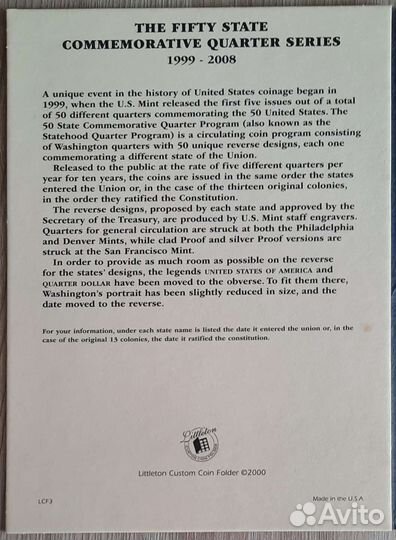 THE FIFTY STATE
COMMEMORATIVE QUARTER SERIES
1999 - 2008
A unique event in the history of United States coinage began in
1999, when the U.S. Mint released the first five issues out of a total
of 50 different quarters commemorating the 50 United States. The
50 State Commemorative Quarter Program (also known as the
Statehood Quarter Program) is a circulating coin program consisting
of Washington quarters with 50 unique reverse designs, each one
commemorating a different state of the Union.
Released to the public at the rate of five different quarters per
year for ten years, the coins are issued in the same order the states
entered the Union or, in the case of the thirteen original colonies,
in the order they ratified the Constitution.
The reverse designs, proposed by each state and approved by the
Secretary of the Treasury, are produced by U.S. Mint staff engravers.
Quarters for general circulation are struck at both the Philadelphia
and Denver Mints, while clad Proof and silver Proof versions are
struck at the San Francisco Mint.
In order to provide as much room as possible on the reverse
for the states' designs, the legends UNITED STATES OF AMERICA and
QUARTER DOLLAR have been moved to the obverse. To fit them there,
Washington's portrait has been slightly reduced in size, and the
date moved to the reverse.
For your information, under each state name is listed the date it entered the union or, in the
case of the original 13 colonies, the date it ratified the constitution.
Littleton
Littleton Custom Coin Folder ©2000
LCF3
Made in the U.S.A
Avito